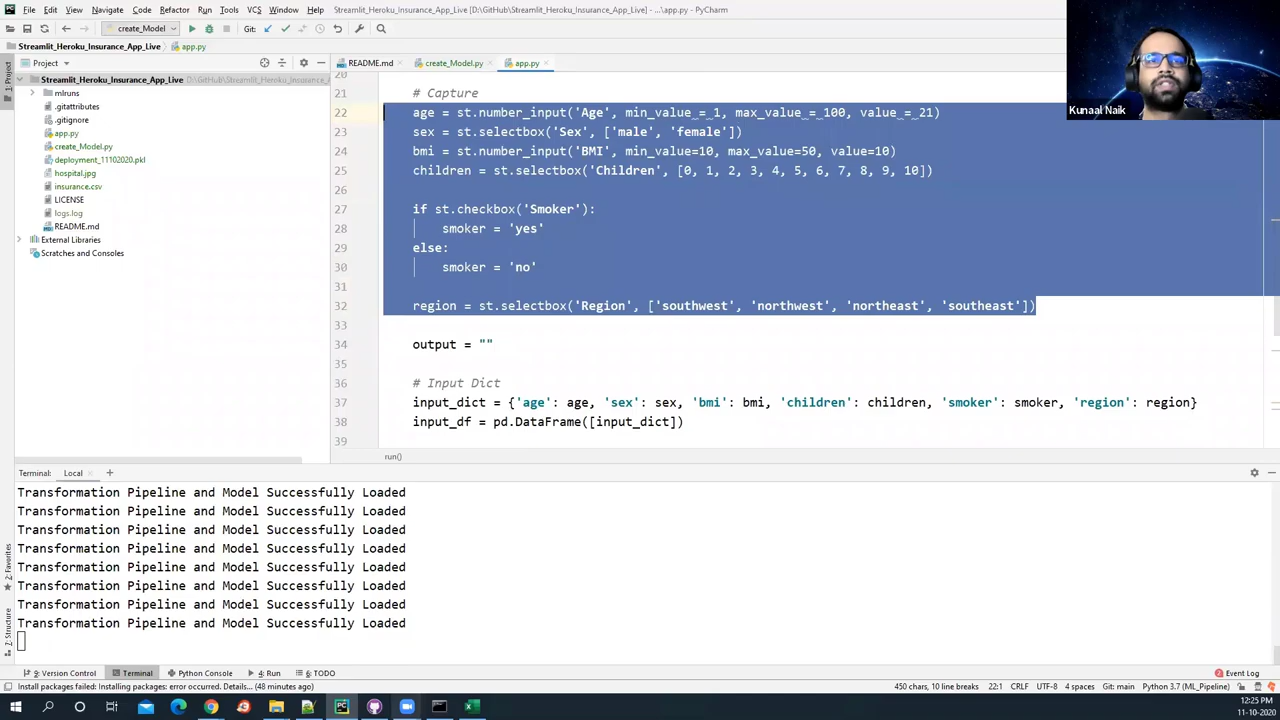 File Edit View Navigate Code Refactor Run Tools VCS Window Help Streamlit_Heroku_Insurance_App_Live [D:\GitHub\Streamlit_Heroku_Insurance_App_Live] - ...\app.py - PyCharm
create_Model Git:
Streamlit_Heroku_Insurance_App_Live app.py
Project README.md create_Model.py app.py
1: Project
Streamlit_Heroku_Insurance_App_Live D:\GitHub\Streamlit_Heroku_Insurance_A
mlruns
.gitattributes
.gitignore
app.py
create_Model.py
deployment_11102020.pkl
hospital.jpg
insurance.csv
LICENSE
logs.log
README.md
External Libraries
Scratches and Consoles
20
21 # Capture
22 age = st.number_input('Age', min_value_=_1, max_value_=_100, value_=_21)
23 sex = st.selectbox('Sex', ['male', 'female'])
24 bmi = st.number_input('BMI', min_value=10, max_value=50, value=10)
25 children = st.selectbox('Children', [0, 1, 2, 3, 4, 5, 6, 7, 8, 9, 10])
26
27 if st.checkbox('Smoker'):
28 smoker = 'yes'
29 else:
30 smoker = 'no'
31
32 region = st.selectbox('Region', ['southwest', 'northwest', 'northeast', 'southeast'])
33
34 output = ""
35
36 # Input Dict
37 input_dict = {'age': age, 'sex': sex, 'bmi': bmi, 'children': children, 'smoker': smoker, 'region': region}
38 input_df = pd.DataFrame([input_dict])
39
run()
Kunaal Naik
Terminal: Local
Transformation Pipeline and Model Successfully Loaded
Transformation Pipeline and Model Successfully Loaded
Transformation Pipeline and Model Successfully Loaded
Transformation Pipeline and Model Successfully Loaded
Transformation Pipeline and Model Successfully Loaded
Transformation Pipeline and Model Successfully Loaded
Transformation Pipeline and Model Successfully Loaded
Transformation Pipeline and Model Successfully Loaded
2: Favorites
7: Structure
9: Version Control Terminal Python Console 4: Run 6: TODO Event Log
Install packages failed: Installing packages: error occurred. Details... (48 minutes ago) 450 chars, 10 line breaks 22:1 CRLF UTF-8 4 spaces Git: main Python 3.7 (ML_Pipeline)
12:25 PM
11-10-2020